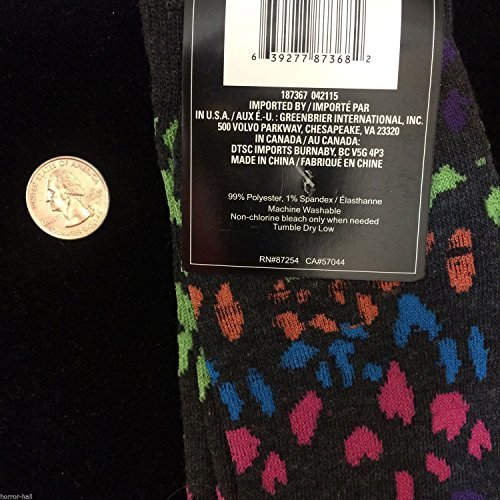 6 39277 87368 2
187367 042115
IMPORTED BY / IMPORTÉ PAR
IN U.S.A./ AUX É.-U. : GREENBRIER INTERNATIONAL, INC.
500 VOLVO PARKWAY, CHESAPEAKE, VA 23320
IN CANADA / AU CANADA:
DTSC IMPORTS BURNABY, BC V5G 4P3
MADE IN CHINA / FABRIQUÉ EN CHINE
99% Polyester, 1% Spandex / Élasthanne
Machine Washable
Non-chlorine bleach only when needed
Tumble Dry Low
RN#87254 CA#57044
horror-hall